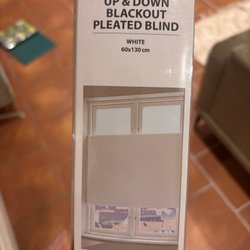 UP & DOWN
BLACKOUT
PLEATED BLIND
WHITE
60x130 cm